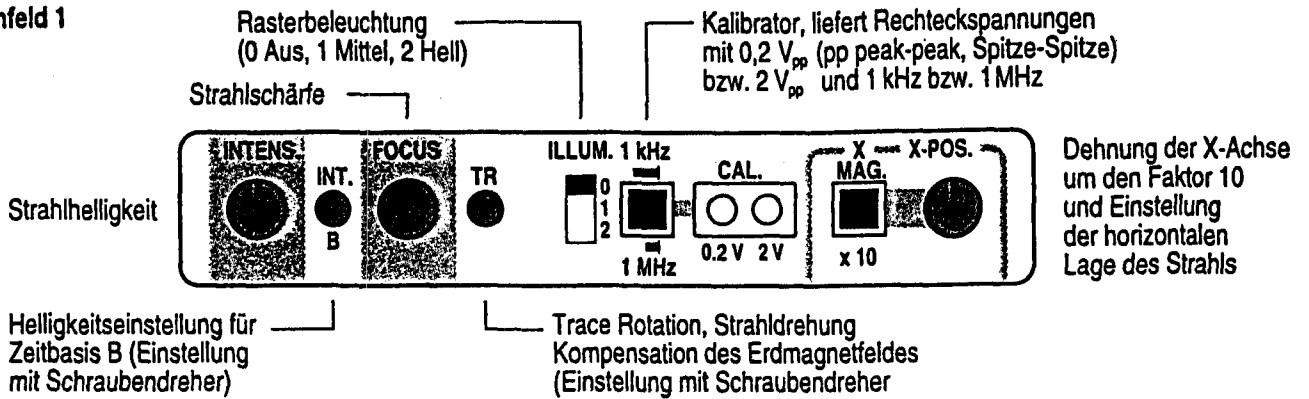 nfeld 1
Rasterbeleuchtung
(0 Aus, 1 Mittel, 2 Hell)
Kalibrator, liefert Rechteckspannungen
mit 0,2 Vpp (pp peak-peak, Spitze-Spitze)
bzw. 2 Vpp und 1 kHz bzw. 1MHz
Strahlschärfe
INTENS.
INT.
B
FOCUS
TR
ILLUM.
0
1
2
1 kHz
1 MHz
CAL.
0.2 V 2 V
X X-POS.
MAG.
x 10
Strahlhelligkeit
Dehnung der X-Achse
um den Faktor 10
und Einstellung
der horizontalen
Lage des Strahls
Helligkeitseinstellung für
Zeitbasis B (Einstellung
mit Schraubendreher)
Trace Rotation, Strahldrehung
Kompensation des Erdmagnetfeldes
(Einstellung mit Schraubendreher